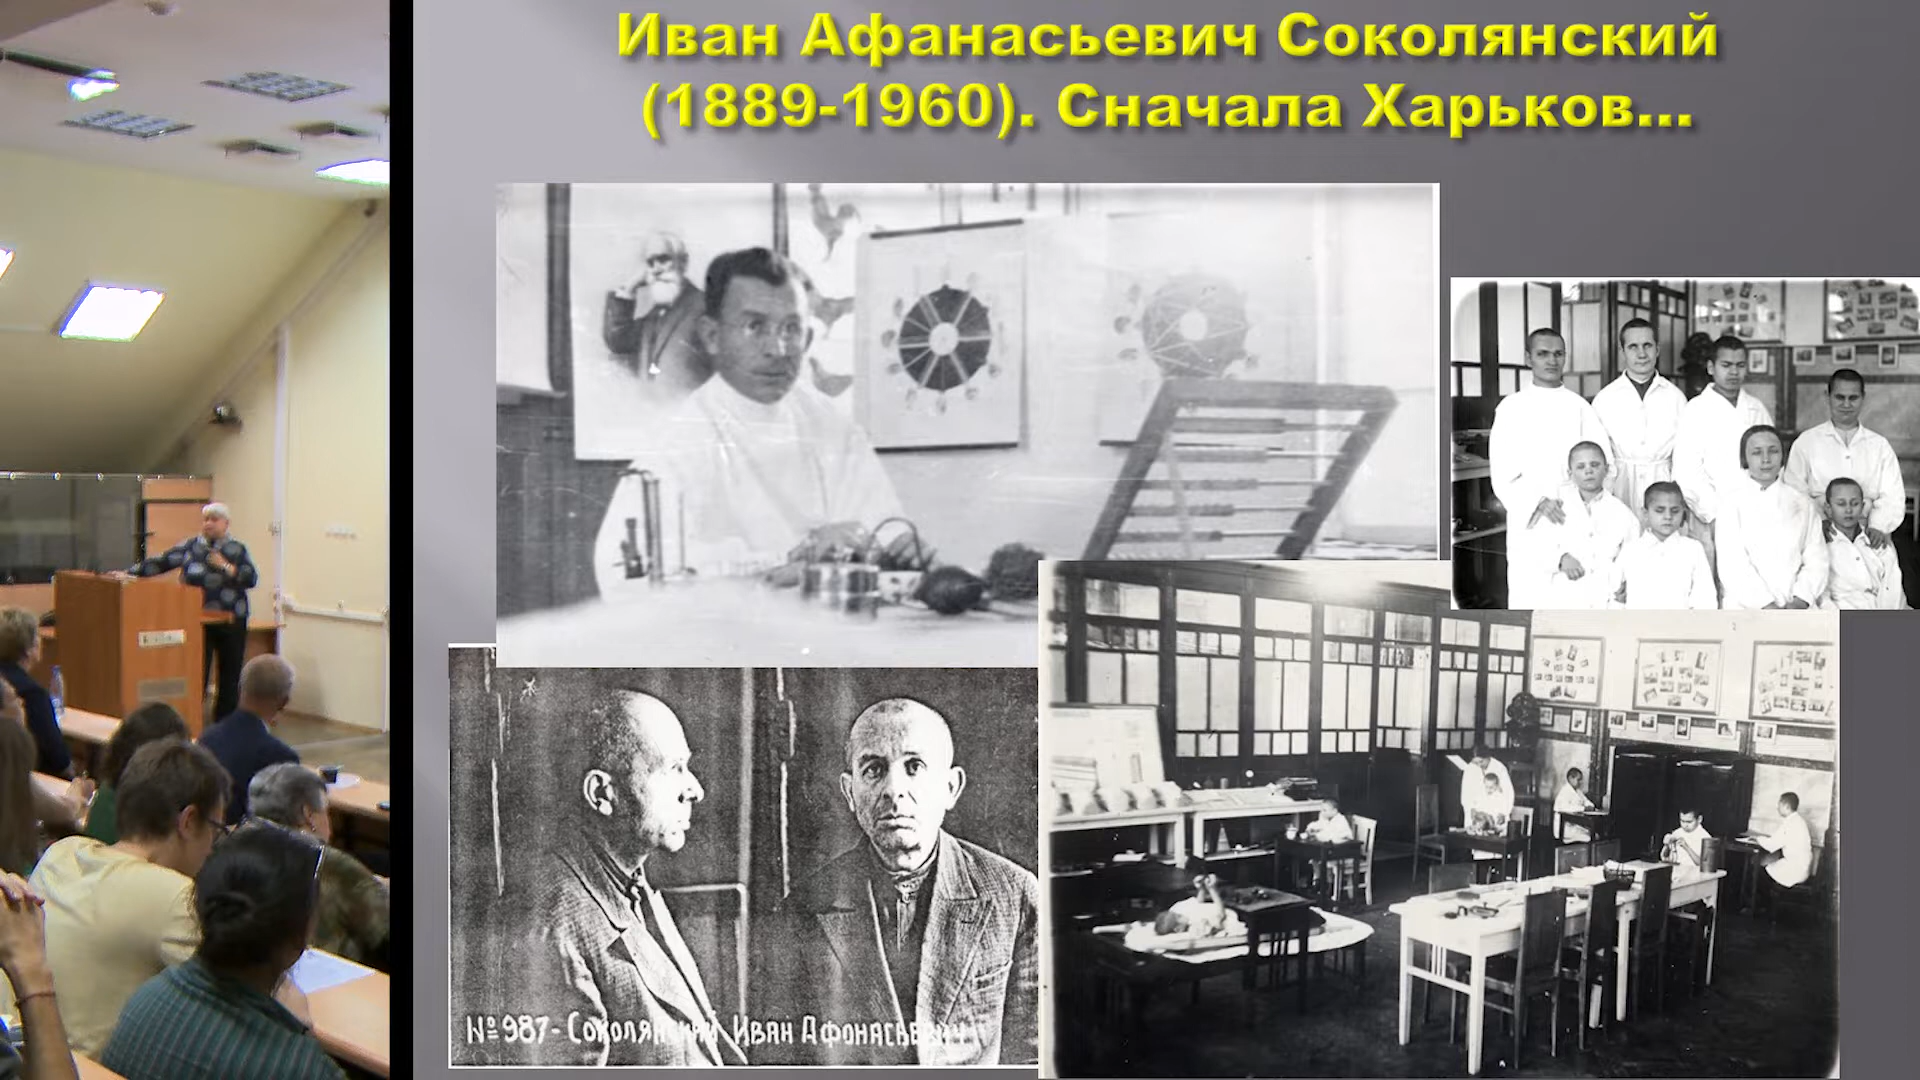 Иван Афанасьевич Соколянский
(1889-1960). Сначала Харьков...
№987- Соколянский Иван Афонасьевич